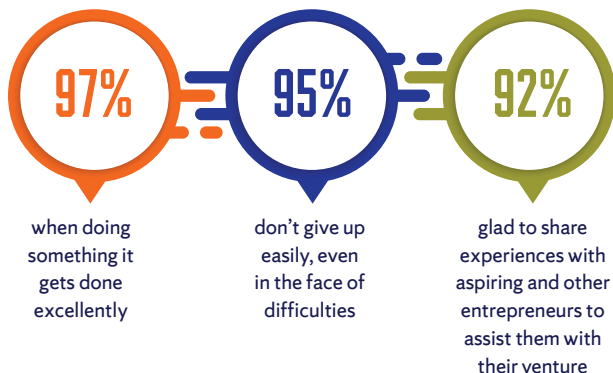 97%
when doing
something it
gets done
excellently
95%
don’t give up
easily, even
in the face of
difficulties
92%
glad to share
experiences with
aspiring and other
entrepreneurs to
assist them with
their venture